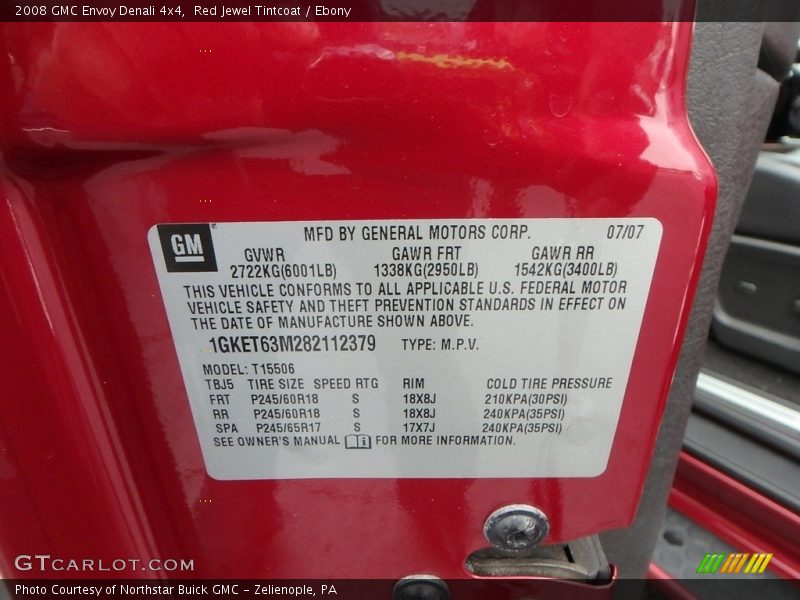 2008 GMC Envoy Denali 4x4, Red Jewel Tintcoat / Ebony
GM
MFD BY GENERAL MOTORS CORP. 07/07
GVWR GAWR FRT GAWR RR
2722KG(6001LB) 1338KG(2950LB) 1542KG(3400LB)
THIS VEHICLE CONFORMS TO ALL APPLICABLE U.S. FEDERAL MOTOR
VEHICLE SAFETY AND THEFT PREVENTION STANDARDS IN EFFECT ON
THE DATE OF MANUFACTURE SHOWN ABOVE.
1GKET63M282112379 TYPE: M.P.V.
MODEL: T15506
TBJ5 TIRE SIZE SPEED RTG RIM COLD TIRE PRESSURE
FRT P245/60R18 S 18X8J 210KPA(30PSI)
RR P245/60R18 S 18X8J 240KPA(35PSI)
SPA P245/65R17 S 17X7J 240KPA(35PSI)
SEE OWNER'S MANUAL FOR MORE INFORMATION.
GTCARLOT.COM
Photo Courtesy of Northstar Buick GMC - Zelienople, PA